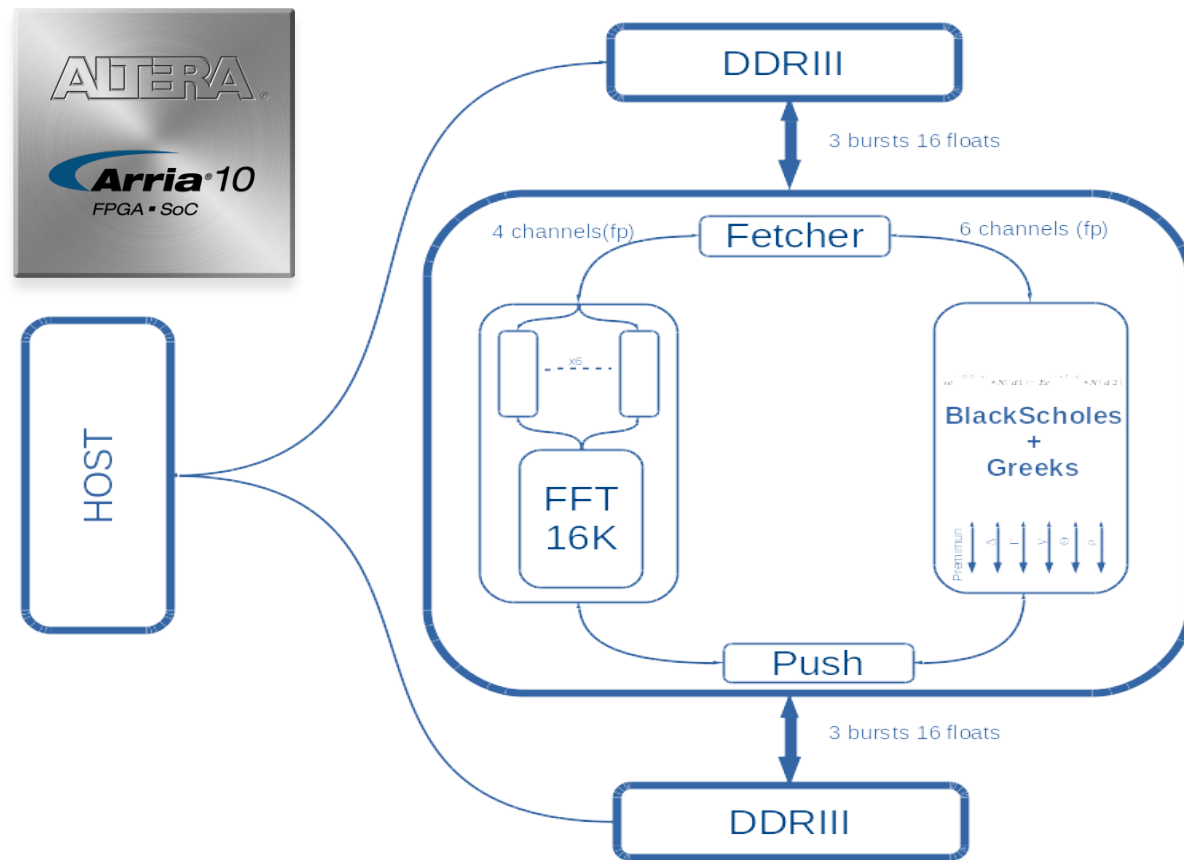 ALTERA®
Arria® 10
FPGA ▪ SoC
DDRIII
3 bursts 16 floats
4 channels(fp)
Fetcher
6 channels (fp)
x6
HOST
BlackScholes
+
Greeks
FFT
16K
Premimun
Δ
Γ
γ
Θ
ρ
Push
3 bursts 16 floats
DDRIII